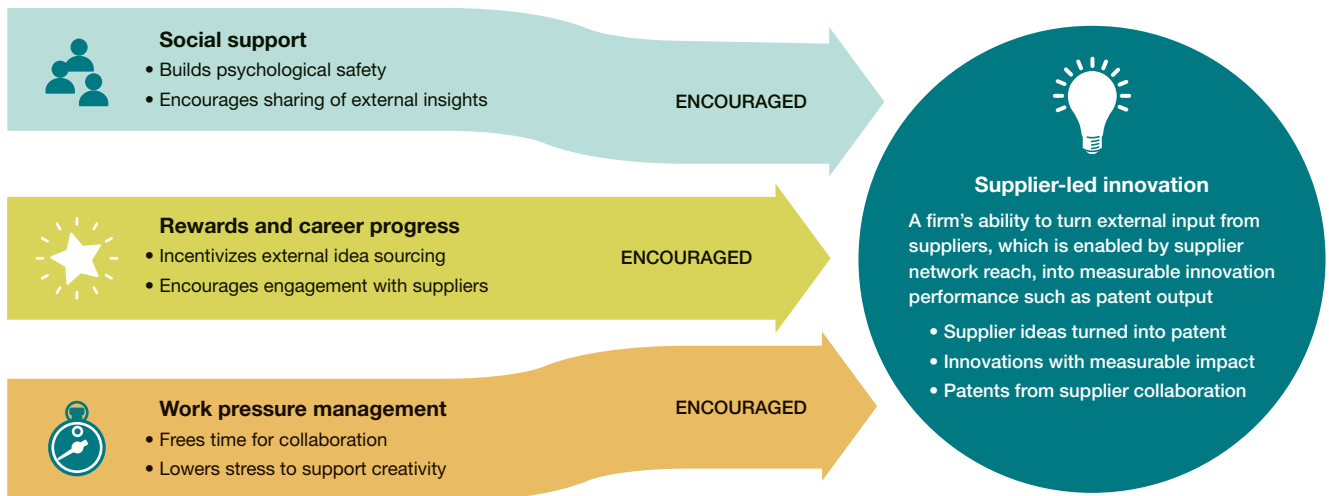 Social support
• Builds psychological safety
• Encourages sharing of external insights
ENCOURAGED
Rewards and career progress
• Incentivizes external idea sourcing
• Encourages engagement with suppliers
ENCOURAGED
Work pressure management
• Frees time for collaboration
• Lowers stress to support creativity
ENCOURAGED
Supplier-led innovation
A firm’s ability to turn external input from
suppliers, which is enabled by supplier
network reach, into measurable innovation
performance such as patent output
• Supplier ideas turned into patent
• Innovations with measurable impact
• Patents from supplier collaboration